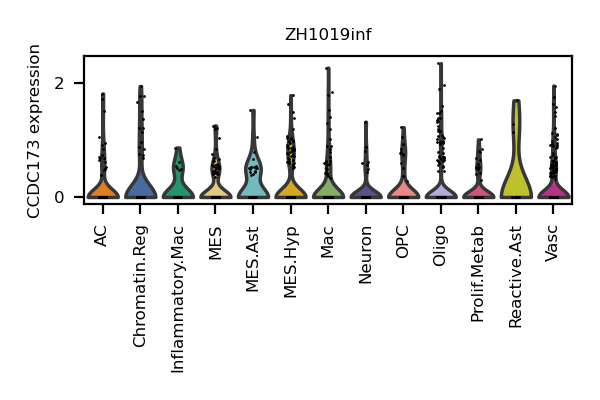 ZH1019inf
CCDC173 expression
2
0
AC
Chromatin.Reg
Inflammatory.Mac
MES
MES.Ast
MES.Hyp
Mac
Neuron
OPC
Oligo
Prolif.Metab
Reactive.Ast
Vasc